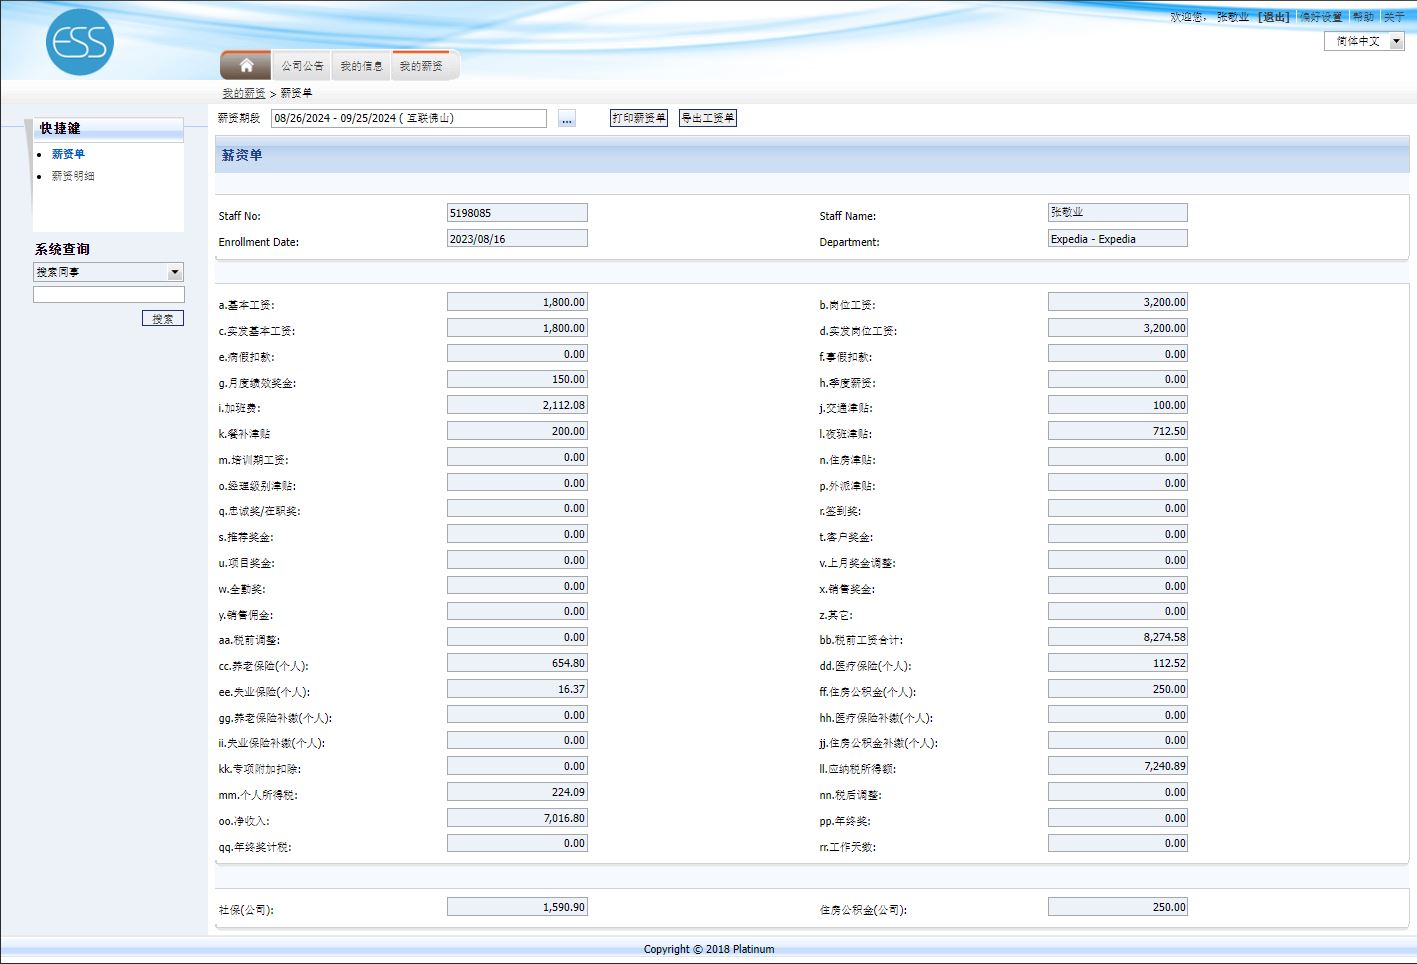 ESS
欢迎您， 张敬业 [退出] 偏好设置 帮助 关于
简体中文
公司公告 我的信息 我的薪资
我的薪资 > 薪资单
快捷键
薪资单
薪资明细
系统查询
搜索同事
搜索
薪资期段 08/26/2024 - 09/25/2024 ( 互联佛山) ... 打印薪资单 导出工资单
薪资单
Staff No: 5198085 Staff Name: 张敬业
Enrollment Date: 2023/08/16 Department: Expedia - Expedia
a.基本工资: 1,800.00 b.岗位工资: 3,200.00
c.实发基本工资: 1,800.00 d.实发岗位工资: 3,200.00
e.病假扣款: 0.00 f.事假扣款: 0.00
g.月度绩效奖金: 150.00 h.季度薪资: 0.00
i.加班费: 2,112.08 j.交通津贴: 100.00
k.餐补津贴 200.00 l.夜班津贴: 712.50
m.培训期工资: 0.00 n.住房津贴: 0.00
o.经理级别津贴: 0.00 p.外派津贴: 0.00
q.忠诚奖/在职奖: 0.00 r.签到奖: 0.00
s.推荐奖金: 0.00 t.客户奖金: 0.00
u.项目奖金: 0.00 v.上月奖金调整: 0.00
w.全勤奖: 0.00 x.销售奖金: 0.00
y.销售佣金: 0.00 z.其它: 0.00
aa.税前调整: 0.00 bb.税前工资合计: 8,274.58
cc.养老保险(个人): 654.80 dd.医疗保险(个人): 112.52
ee.失业保险(个人): 16.37 ff.住房公积金(个人): 250.00
gg.养老保险补缴(个人): 0.00 hh.医疗保险补缴(个人): 0.00
ii.失业保险补缴(个人): 0.00 jj.住房公积金补缴(个人): 0.00
kk.专项附加扣除: 0.00 ll.应纳税所得额: 7,240.89
mm.个人所得税: 224.09 nn.税后调整: 0.00
oo.净收入: 7,016.80 pp.年终奖: 0.00
qq.年终奖计税: 0.00 rr.工作天数: 0.00
社保(公司): 1,590.90 住房公积金(公司): 250.00
Copyright © 2018 Platinum